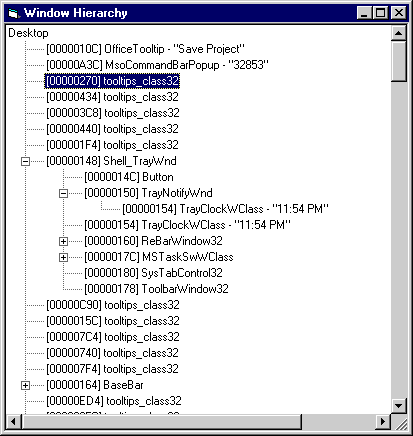 Window Hierarchy
Desktop
[0000010C] OfficeTooltip - "Save Project"
[00000A3C] MsoCommandBarPopup - "32853"
[00000270] tooltips_class32
[00000434] tooltips_class32
[000003C8] tooltips_class32
[00000440] tooltips_class32
[000001F4] tooltips_class32
[00000148] Shell_TrayWnd
[0000014C] Button
[00000150] TrayNotifyWnd
[00000154] TrayClockWClass - "11:54 PM"
[00000154] TrayClockWClass - "11:54 PM"
[00000160] ReBarWindow32
[0000017C] MSTaskSwWClass
[00000180] SysTabControl32
[00000178] ToolbarWindow32
[00000C90] tooltips_class32
[0000015C] tooltips_class32
[000007C4] tooltips_class32
[00000740] tooltips_class32
[000007F4] tooltips_class32
[00000164] BaseBar
[00000ED4] tooltips_class32